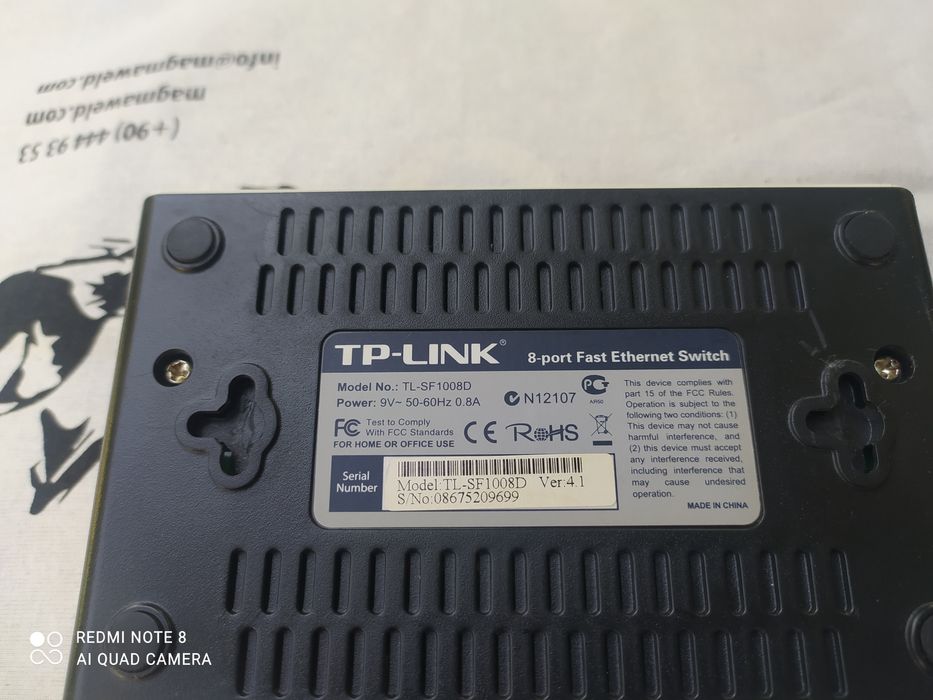 info@magmaweld.com
magmaweld.com
(+90) 444 93 53
TP-LINK®
8-port Fast Ethernet Switch
Model No.: TL-SF1008D
Power: 9V~ 50-60Hz 0.8A
N12107
PG
AR50
FC Test to Comply
With FCC Standards
FOR HOME OR OFFICE USE
CE
RoHS
This device complies with
part 15 of the FCC Rules.
Operation is subject to the
following two conditions: (1)
This device may not cause
harmful interference, and
(2) this device must accept
any interference received,
including interference that
may cause undesired
operation.
Serial
Number
Model:TL-SF1008D Ver:4.1
S/No:08675209699
MADE IN CHINA
REDMI NOTE 8
AI QUAD CAMERA